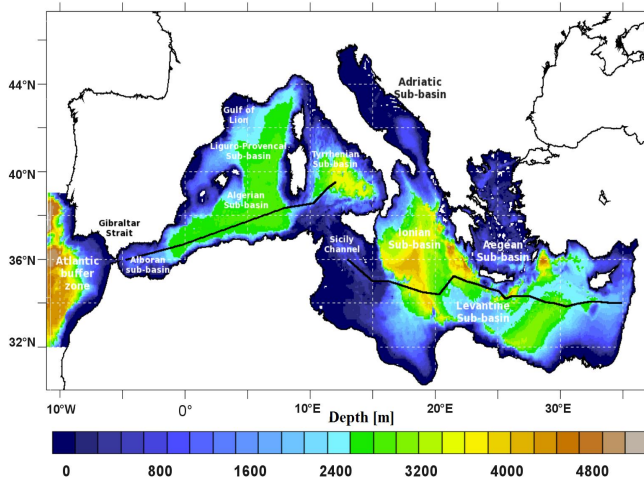 44°N
40°N
36°N
32°N
Adriatic
Sub-basin
Gulf of
Lion
Liguro-Provencal
Sub-basin
Tyrrhenian
Sub-basin
Algerian
Sub-basin
Gibraltar
Strait
Alboran
sub-basin
Atlantic
buffer
zone
Sicily
Channel
Ionian
Sub-basin
Aegean
Sub-basin
Levantine
Sub-basin
10°W
0°
10°E
20°E
30°E
Depth [m]
0 800 1600 2400 3200 4000 4800